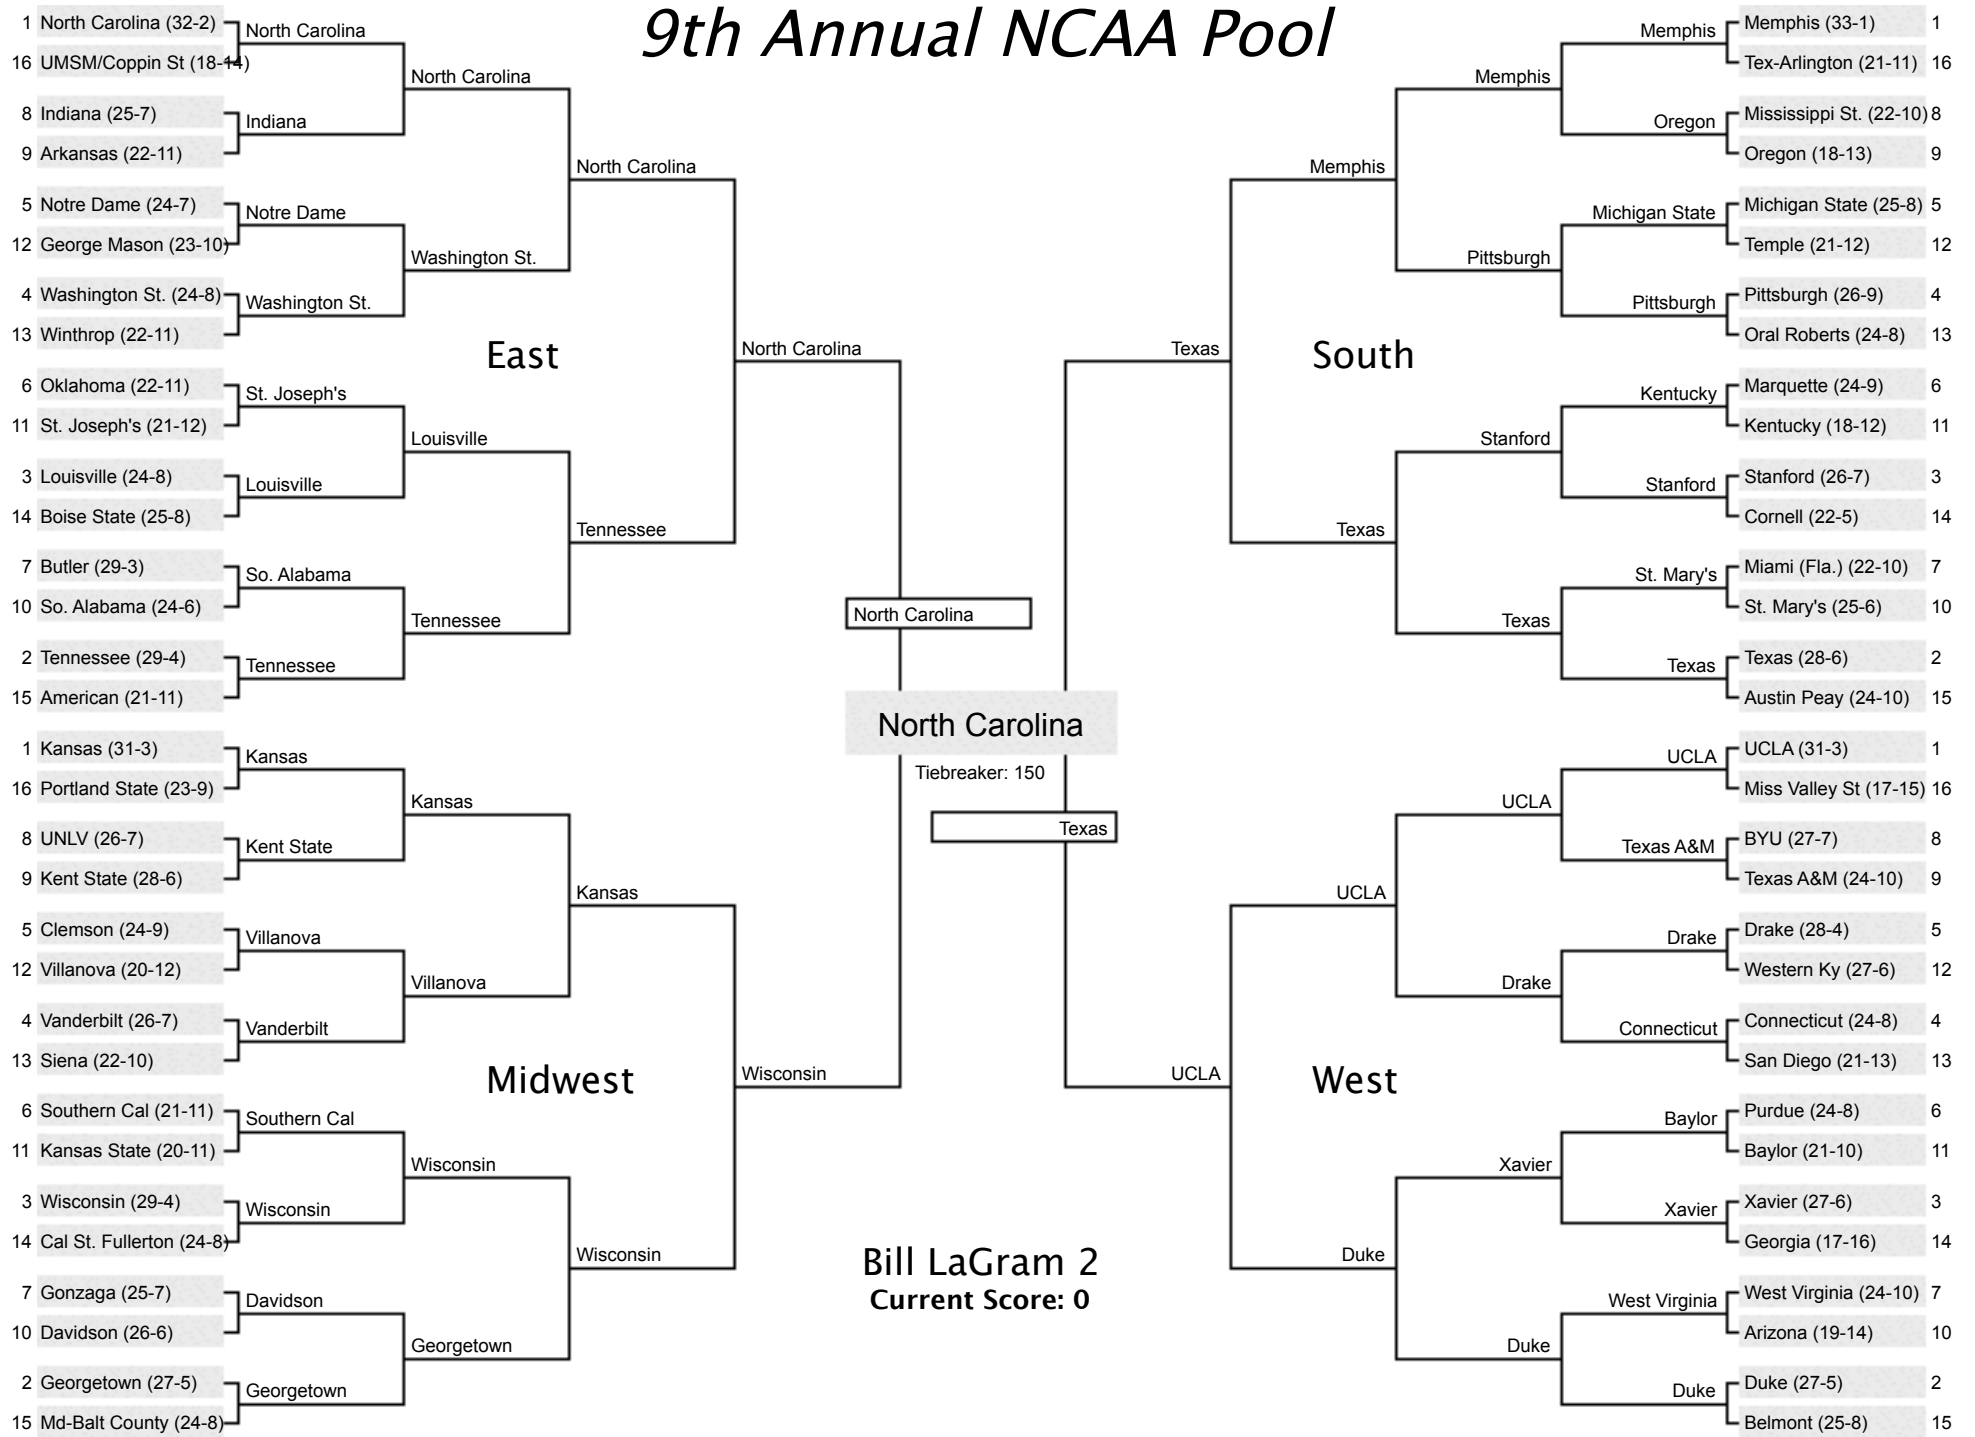 9th Annual NCAA Pool
1 North Carolina (32-2)
16 UMSM/Coppin St (18-14)
8 Indiana (25-7)
9 Arkansas (22-11)
5 Notre Dame (24-7)
12 George Mason (23-10)
4 Washington St. (24-8)
13 Winthrop (22-11)
6 Oklahoma (22-11)
11 St. Joseph's (21-12)
3 Louisville (24-8)
14 Boise State (25-8)
7 Butler (29-3)
10 So. Alabama (24-6)
2 Tennessee (29-4)
15 American (21-11)
North Carolina
Indiana
Notre Dame
Washington St.
St. Joseph's
Louisville
So. Alabama
Tennessee
North Carolina
Washington St.
Louisville
Tennessee
North Carolina
Tennessee
East
North Carolina
1 Kansas (31-3)
16 Portland State (23-9)
8 UNLV (26-7)
9 Kent State (28-6)
5 Clemson (24-9)
12 Villanova (20-12)
4 Vanderbilt (26-7)
13 Siena (22-10)
6 Southern Cal (21-11)
11 Kansas State (20-11)
3 Wisconsin (29-4)
14 Cal St. Fullerton (24-8)
7 Gonzaga (25-7)
10 Davidson (26-6)
2 Georgetown (27-5)
15 Md-Balt County (24-8)
Kansas
Kent State
Villanova
Vanderbilt
Southern Cal
Wisconsin
Davidson
Georgetown
Kansas
Villanova
Wisconsin
Georgetown
Kansas
Wisconsin
Midwest
Wisconsin
North Carolina
North Carolina
Tiebreaker: 150
Texas
Bill LaGram 2
Current Score: 0
Texas
South
Memphis
Texas
Memphis
Pittsburgh
Stanford
Texas
Memphis
Oregon
Michigan State
Pittsburgh
Kentucky
Stanford
St. Mary's
Texas
Memphis (33-1) 1
Tex-Arlington (21-11) 16
Mississippi St. (22-10) 8
Oregon (18-13) 9
Michigan State (25-8) 5
Temple (21-12) 12
Pittsburgh (26-9) 4
Oral Roberts (24-8) 13
Marquette (24-9) 6
Kentucky (18-12) 11
Stanford (26-7) 3
Cornell (22-5) 14
Miami (Fla.) (22-10) 7
St. Mary's (25-6) 10
Texas (28-6) 2
Austin Peay (24-10) 15
UCLA
West
UCLA
Duke
UCLA
Drake
Xavier
Duke
UCLA
Texas A&M
Drake
Connecticut
Baylor
Xavier
West Virginia
Duke
UCLA (31-3) 1
Miss Valley St (17-15) 16
BYU (27-7) 8
Texas A&M (24-10) 9
Drake (28-4) 5
Western Ky (27-6) 12
Connecticut (24-8) 4
San Diego (21-13) 13
Purdue (24-8) 6
Baylor (21-10) 11
Xavier (27-6) 3
Georgia (17-16) 14
West Virginia (24-10) 7
Arizona (19-14) 10
Duke (27-5) 2
Belmont (25-8) 15